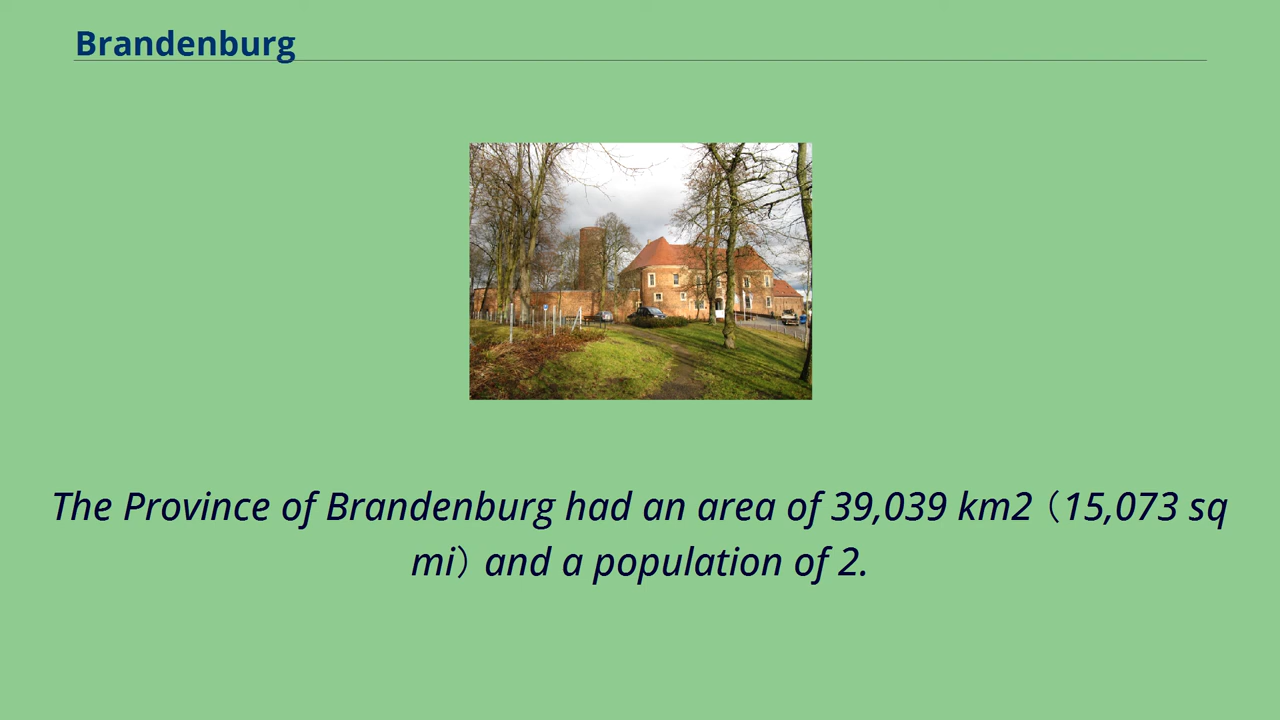 Brandenburg
The Province of Brandenburg had an area of 39,039 km2（15,073 sq
mi）and a population of 2.